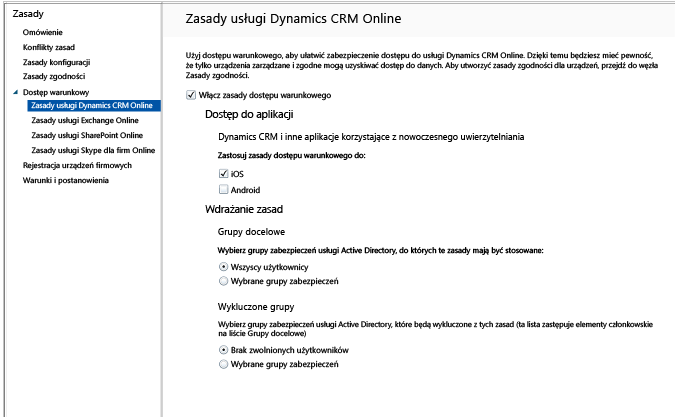 Zasady
Omówienie
Konflikty zasad
Zasady konfiguracji
Zasady zgodności
Dostęp warunkowy
Zasady usługi Dynamics CRM Online
Zasady usługi Exchange Online
Zasady usługi SharePoint Online
Zasady usługi Skype dla firm Online
Rejestracja urządzeń firmowych
Warunki i postanowienia
Zasady usługi Dynamics CRM Online
Użyj dostępu warunkowego, aby ułatwić zabezpieczenie dostępu do usługi Dynamics CRM Online. Dzięki temu będziesz mieć pewność,
że tylko urządzenia zarządzane i zgodne mogą uzyskiwać dostęp do danych. Aby utworzyć zasady zgodności dla urządzeń, przejdź do węzła
Zasady zgodności.
Włącz zasady dostępu warunkowego
Dostęp do aplikacji
Dynamics CRM i inne aplikacje korzystające z nowoczesnego uwierzytelniania
Zastosuj zasady dostępu warunkowego do:
iOS
Android
Wdrażanie zasad
Grupy docelowe
Wybierz grupy zabezpieczeń usługi Active Directory, do których te zasady mają być stosowane:
Wszyscy użytkownicy
Wybrane grupy zabezpieczeń
Wykluczone grupy
Wybierz grupy zabezpieczeń usługi Active Directory, które będą wykluczone z tych zasad (ta lista zastępuje elementy członkowskie
na liście Grupy docelowe)
Brak zwolnionych użytkowników
Wybrane grupy zabezpieczeń